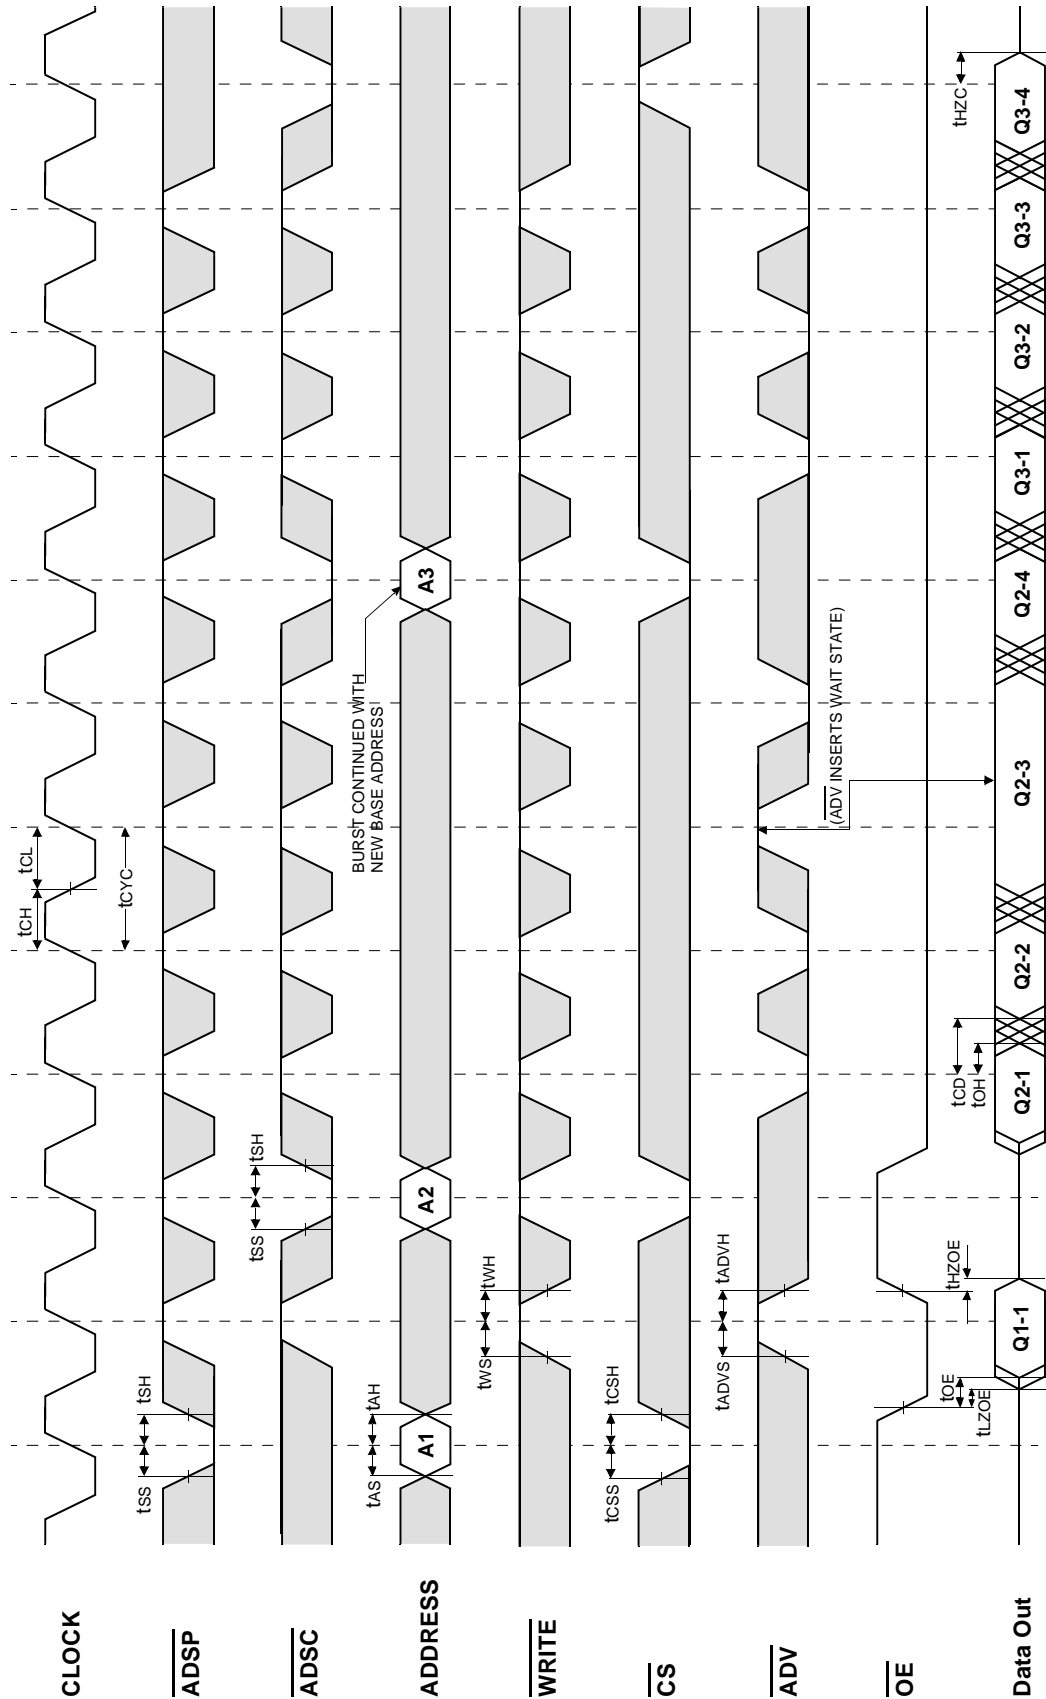 CLOCK
tCH
tCL
tCYC
ADSP
tSS
tSH
ADSC
tSS
tSH
ADDRESS
tAS
tAH
A1
A2
A3
BURST CONTINUED WITH
NEW BASE ADDRESS
WRITE
tWS
tWH
CS
tCSS
tCSH
ADV
tADVS
tADVH
(ADV INSERTS WAIT STATE)
OE
tOE
tLZOE
tHZOE
tCD
tOH
tHZC
Data Out
Q1-1
Q2-1
Q2-2
Q2-3
Q2-4
Q3-1
Q3-2
Q3-3
Q3-4